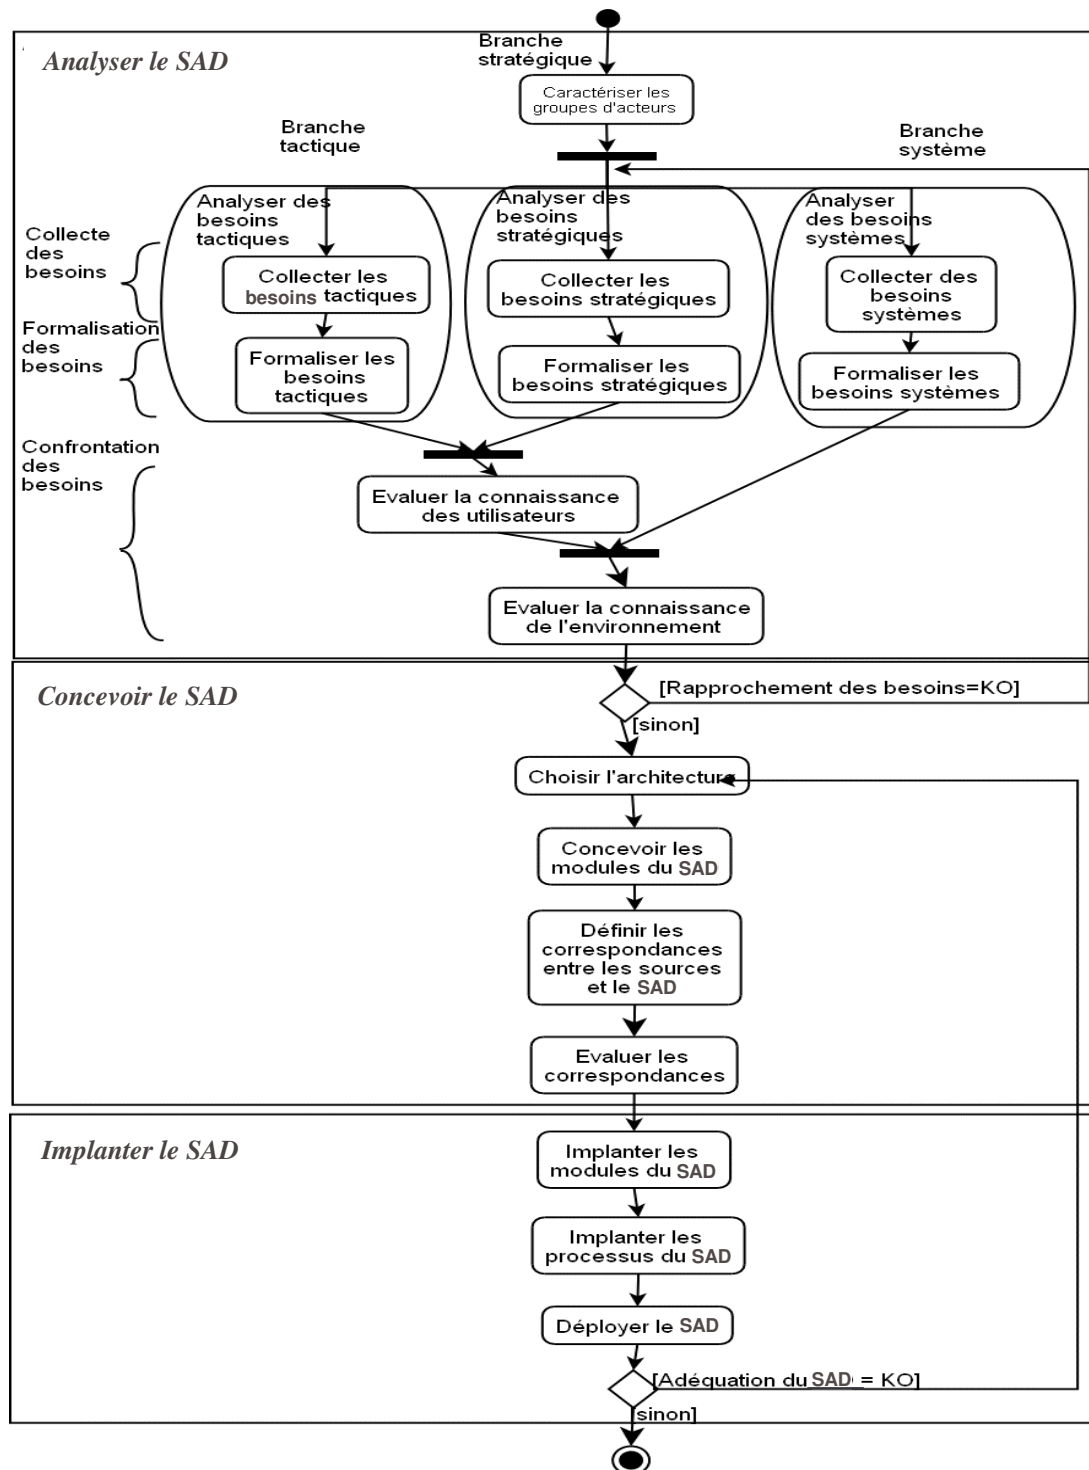 Analyser le SAD
Branche
stratégique
Caractériser les
groupes d'acteurs
Branche
tactique
Branche
système
Analyser des
besoins
tactiques
Analyser des
besoins
stratégiques
Analyser
des besoins
systèmes
Collecte
des
besoins
Collecter les
besoins tactiques
Collecter les
besoins stratégiques
Collecter des
besoins
systèmes
Formalisation
des
besoins
Formaliser les
besoins
tactiques
Formaliser les
besoins stratégiques
Formaliser les
besoins systèmes
Confrontation
des
besoins
Evaluer la connaissance
des utilisateurs
Evaluer la connaissance
de l'environnement
Concevoir le SAD
[Rapprochement des besoins=KO]
[sinon]
Choisir l'architecture
Concevoir les
modules du SAD
Définir les
correspondances
entre les sources
et le SAD
Evaluer les
correspondances
Implanter le SAD
Implanter les
modules du SAD
Implanter les
processus du SAD
Déployer le SAD
[Adéquation du SAD = KO]
[sinon]